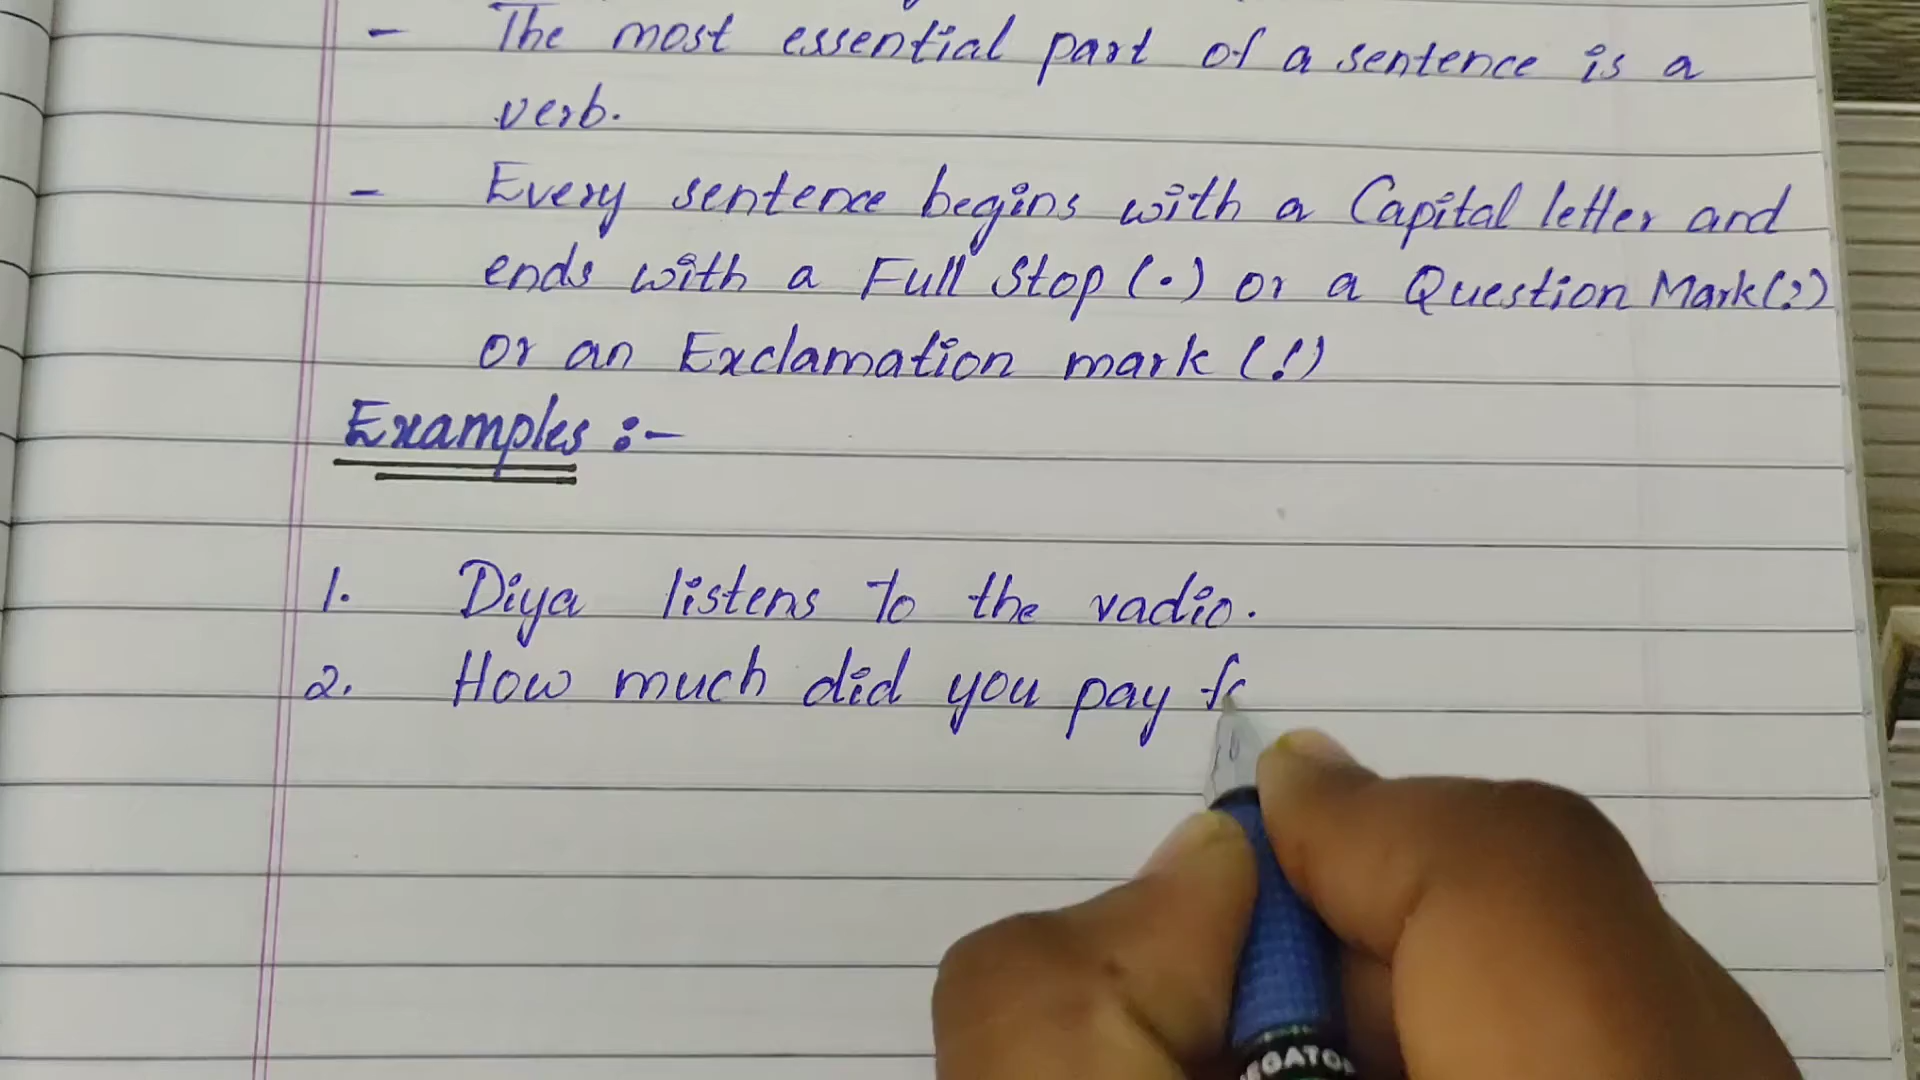 - The most essential part of a sentence is a
verb.
- Every sentence begins with a Capital letter and
ends with a Full Stop (.) or a Question Mark (?)
or an Exclamation mark (!)
Examples :-
1. Diya listens to the radio.
2. How much did you pay fo